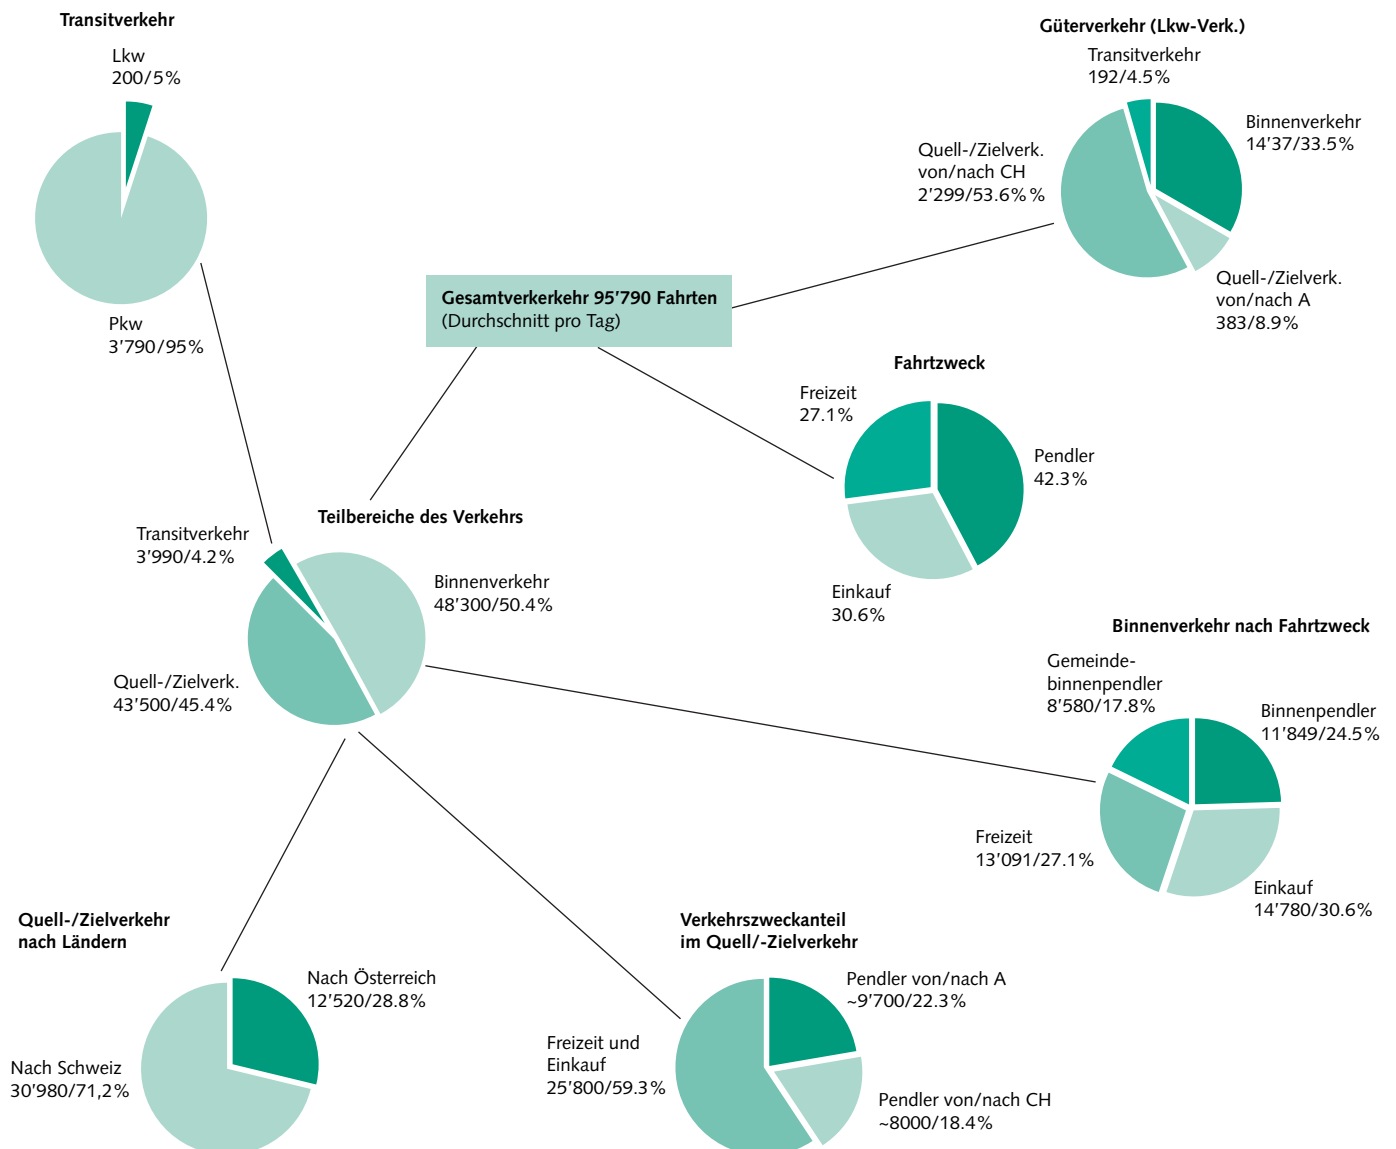 Transitverkehr
Lkw
200/5%
Pkw
3’790/95%
Güterverkehr (Lkw-Verk.)
Transitverkehr
192/4.5%
Binnenverkehr
14’37/33.5%
Quell-/Zielverk.
von/nach CH
2’299/53.6% %
Quell-/Zielverk.
von/nach A
383/8.9%
Gesamtverkerkehr 95’790 Fahrten
(Durchschnitt pro Tag)
Fahrtzweck
Freizeit
27.1%
Pendler
42.3%
Einkauf
30.6%
Teilbereiche des Verkehrs
Transitverkehr
3’990/4.2%
Binnenverkehr
48’300/50.4%
Quell-/Zielverk.
43’500/45.4%
Binnenverkehr nach Fahrtzweck
Gemeinde-
binnenpendler
8’580/17.8%
Binnenpendler
11’849/24.5%
Freizeit
13’091/27.1%
Einkauf
14’780/30.6%
Quell-/Zielverkehr
nach Ländern
Nach Österreich
12’520/28.8%
Nach Schweiz
30’980/71,2%
Verkehrszweckanteil
im Quell/-Zielverkehr
Pendler von/nach A
~9’700/22.3%
Freizeit und
Einkauf
25’800/59.3%
Pendler von/nach CH
~8000/18.4%